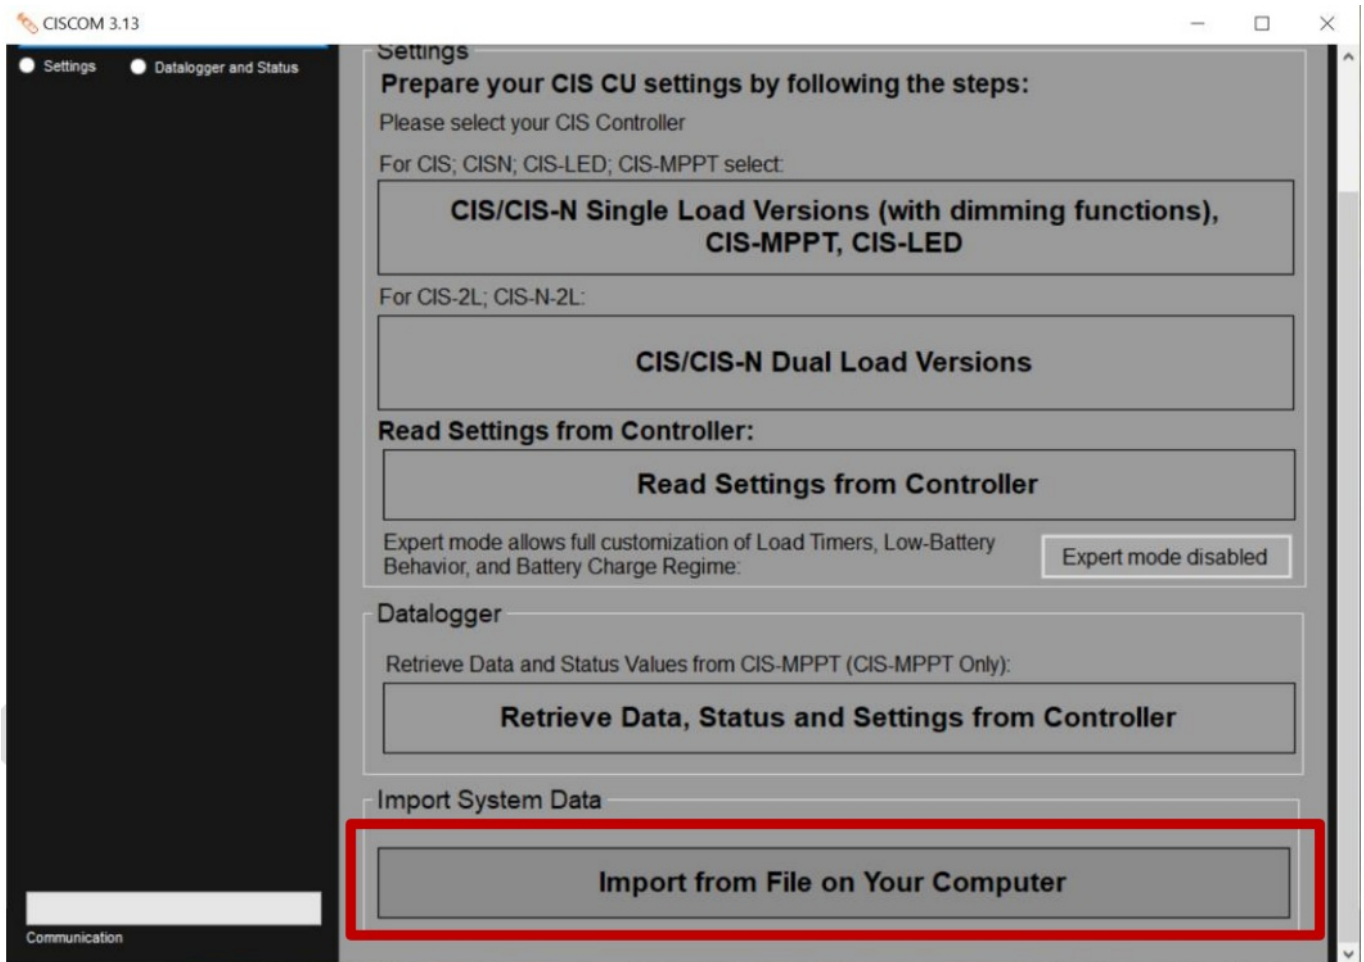 CISCOM 3.13
Settings
Datalogger and Status
Settings
Prepare your CIS CU settings by following the steps:
Please select your CIS Controller
For CIS; CISN; CIS-LED; CIS-MPPT select:
CIS/CIS-N Single Load Versions (with dimming functions),
CIS-MPPT, CIS-LED
For CIS-2L; CIS-N-2L:
CIS/CIS-N Dual Load Versions
Read Settings from Controller:
Read Settings from Controller
Expert mode allows full customization of Load Timers, Low-Battery
Behavior, and Battery Charge Regime:
Expert mode disabled
Datalogger
Retrieve Data and Status Values from CIS-MPPT (CIS-MPPT Only):
Retrieve Data, Status and Settings from Controller
Import System Data
Import from File on Your Computer
Communication